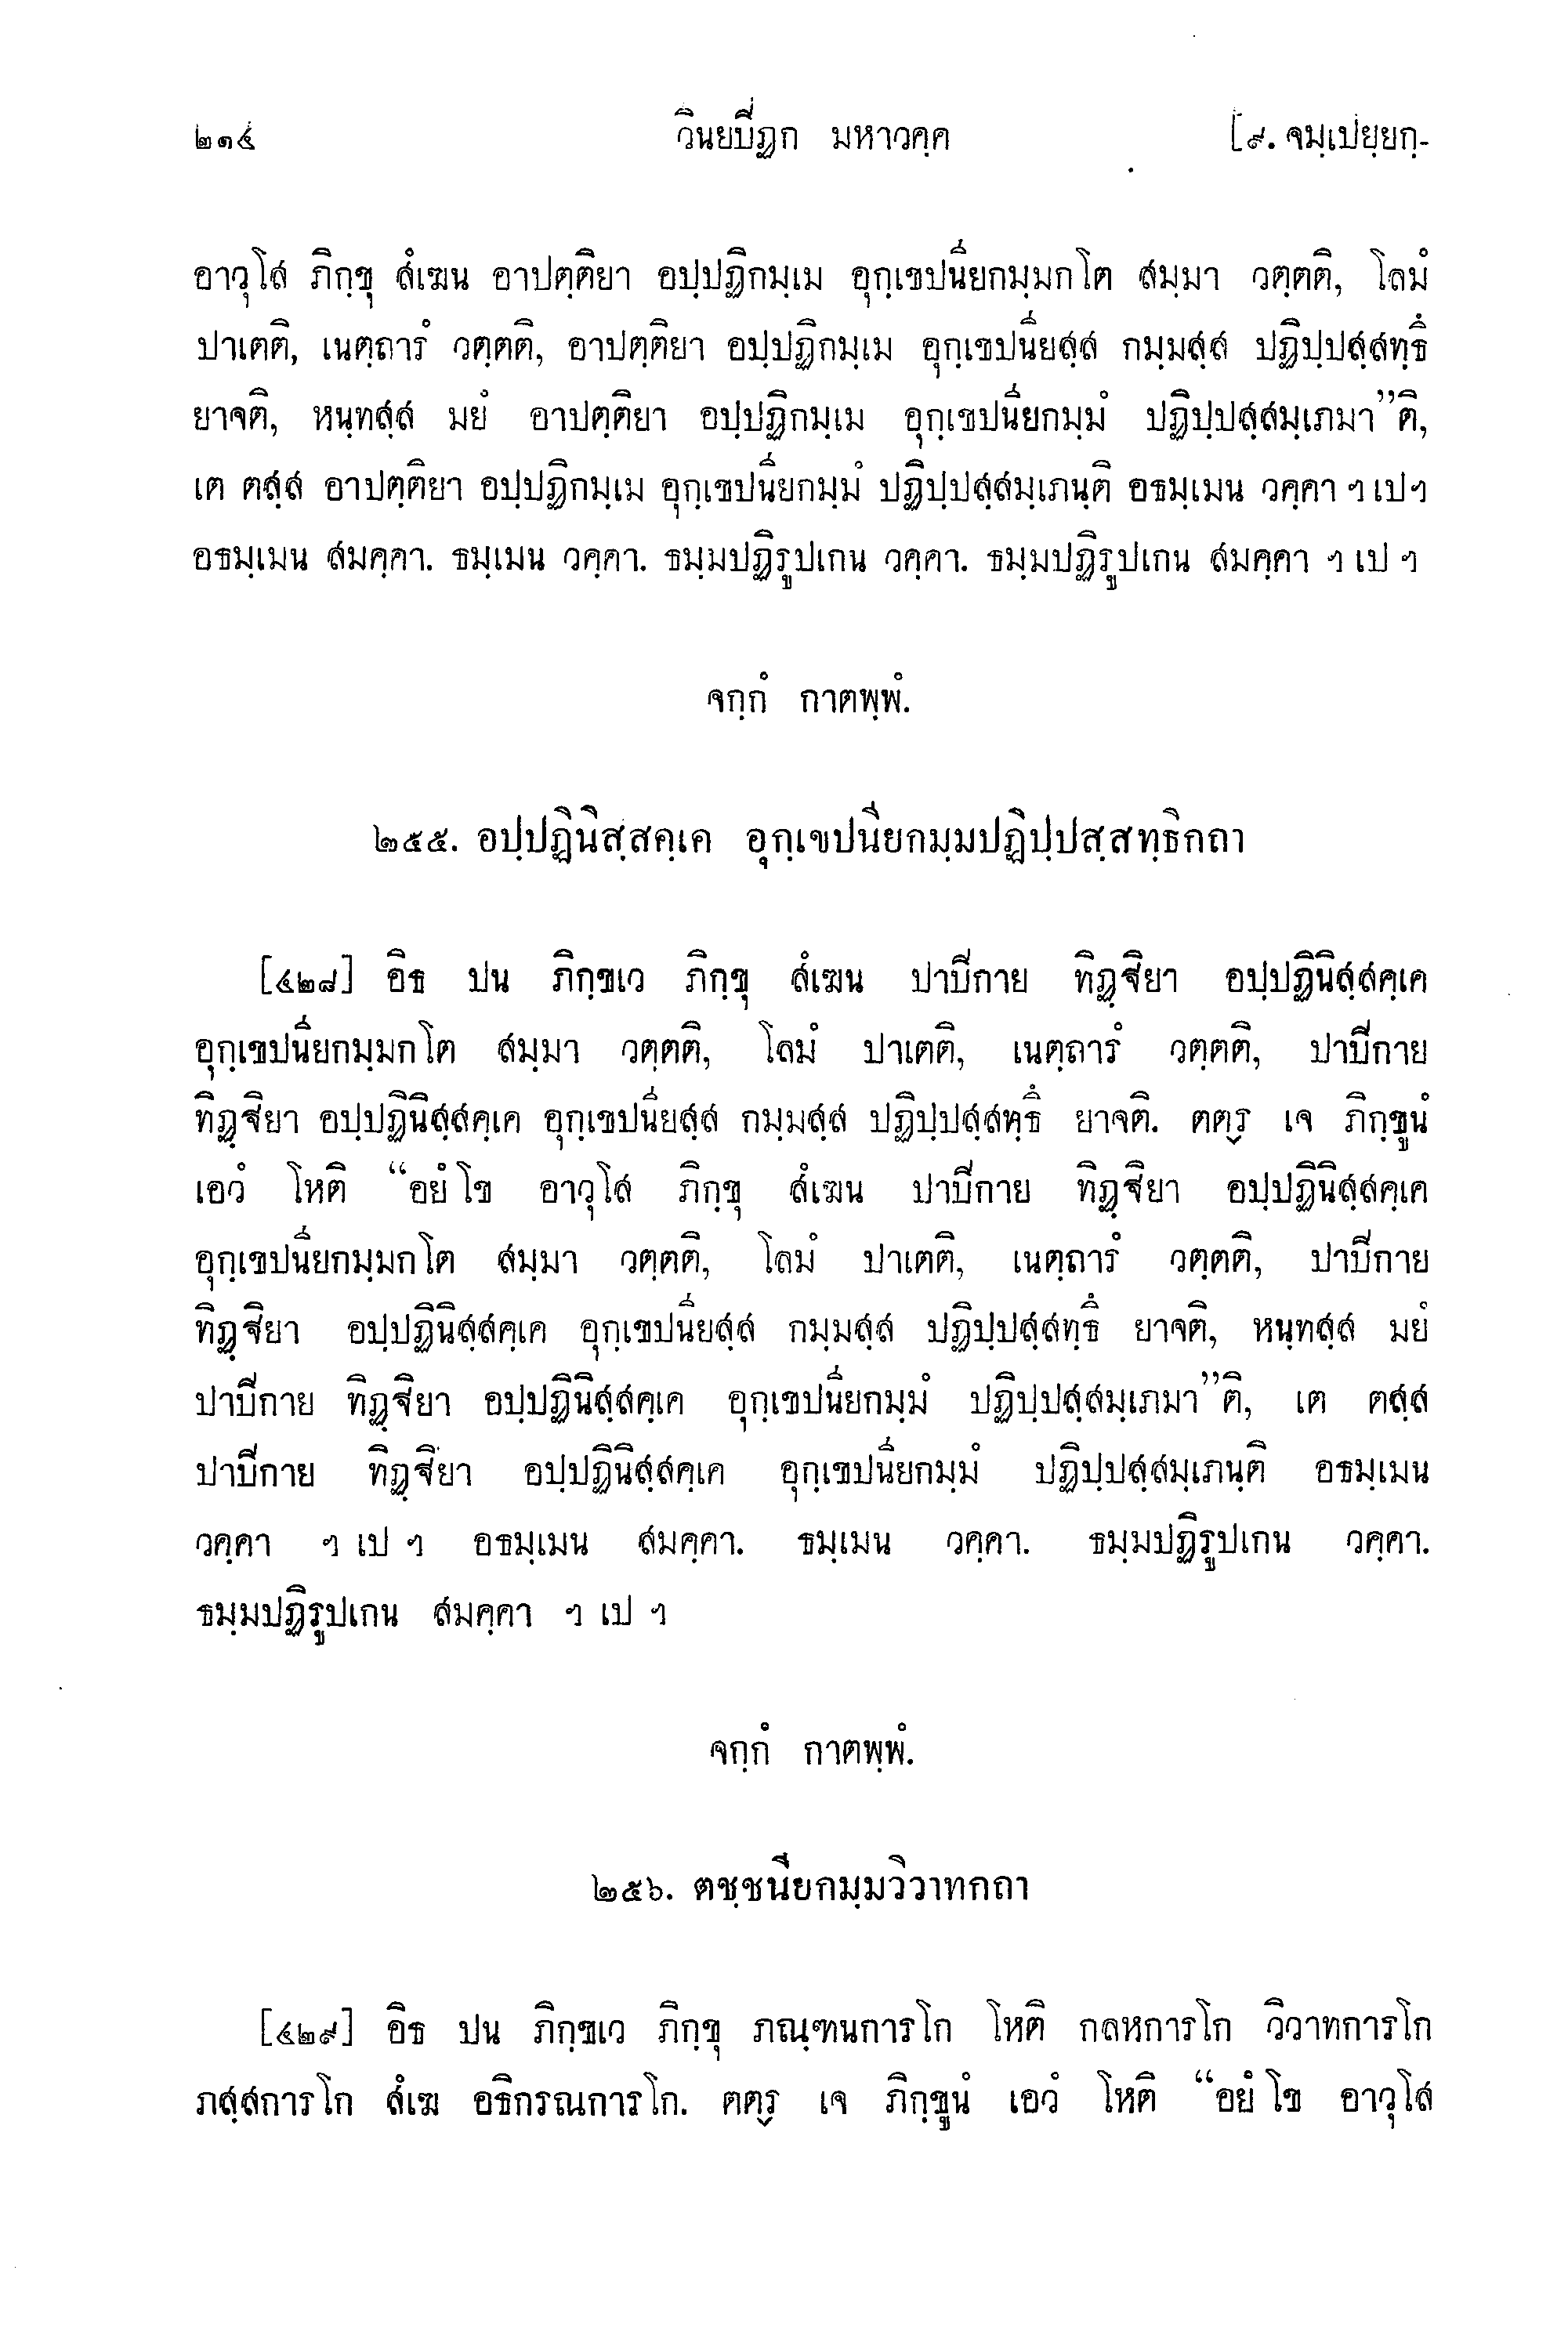 ๒๑๔ วินยปิฏก มหาวคฺค [๙. จมฺเปยฺยกฺ-
อาวุโส ภิกฺขุ สํเฆน อาปตฺติยา อปฺปฏิกมฺเม อุกฺเขปนียกมฺมกโต สมฺมา วตฺตติ, โลมํ
ปาเตติ, เนตฺถารํ วตฺตติ, อาปตฺติยา อปฺปฏิกมฺเม อุกฺเขปนียสฺส กมฺมสฺส ปฏิปฺปสฺสทฺธึ
ยาจติ, หนฺทสฺส มยํ อาปตฺติยา อปฺปฏิกมฺเม อุกฺเขปนียกมฺมํ ปฏิปฺปสฺสมฺเภมา”ติ,
เต ตสฺส อาปตฺติยา อปฺปฏิกมฺเม อุกฺเขปนียกมฺมํ ปฏิปฺปสฺสมฺเภนฺติ อธมฺเมน วคฺคา ฯ เป ฯ
อธมฺเมน สมคฺคา. ธมฺเมน วคฺคา. ธมฺมปฏิรูปเกน วคฺคา. ธมฺมปฏิรูปเกน สมคฺคา ฯ เป ฯ
จกฺกํ กาตพฺพํ.
๒๕๕. อปฺปฏินิสฺสคฺเค อุกฺเขปนียกมฺมปฏิปฺปสฺสทฺธิกถา
[๔๒๘] อิธ ปน ภิกฺขเว ภิกฺขุ สํเฆน ปาปิกาย ทิฏฺฐิยา อปฺปฏินิสฺสคฺเค
อุกฺเขปนียกมฺมกโต สมฺมา วตฺตติ, โลมํ ปาเตติ, เนตฺถารํ วตฺตติ, ปาปิกาย
ทิฏฺฐิยา อปฺปฏินิสฺสคฺเค อุกฺเขปนียสฺส กมฺมสฺส ปฏิปฺปสฺสทฺธึ ยาจติ. ตตฺร เจ ภิกฺขูนํ
เอวํ โหติ “อยํ โข อาวุโส ภิกฺขุ สํเฆน ปาปิกาย ทิฏฺฐิยา อปฺปฏินิสฺสคฺเค
อุกฺเขปนียกมฺมกโต สมฺมา วตฺตติ, โลมํ ปาเตติ, เนตฺถารํ วตฺตติ, ปาปิกาย
ทิฏฺฐิยา อปฺปฏินิสฺสคฺเค อุกฺเขปนียสฺส กมฺมสฺส ปฏิปฺปสฺสทฺธึ ยาจติ, หนฺทสฺส มยํ
ปาปิกาย ทิฏฺฐิยา อปฺปฏินิสฺสคฺเค อุกฺเขปนียกมฺมํ ปฏิปฺปสฺสมฺเภมา”ติ, เต ตสฺส
ปาปิกาย ทิฏฺฐิยา อปฺปฏินิสฺสคฺเค อุกฺเขปนียกมฺมํ ปฏิปฺปสฺสมฺเภนฺติ อธมฺเมน
วคฺคา ฯ เป ฯ อธมฺเมน สมคฺคา. ธมฺเมน วคฺคา. ธมฺมปฏิรูปเกน วคฺคา.
ธมฺมปฏิรูปเกน สมคฺคา ฯ เป ฯ
จกฺกํ กาตพฺพํ.
๒๕๖. ตชฺชนียกมฺมวิวาทกถา
[๔๒๙] อิธ ปน ภิกฺขเว ภิกฺขุ ภณฺฑนการโก โหติ กลหการโก วิวาทการโก
ภสฺสการโก สํเฆ อธิกรณการโก. ตตฺร เจ ภิกฺขูนํ เอวํ โหติ “อยํ โข อาวุโส